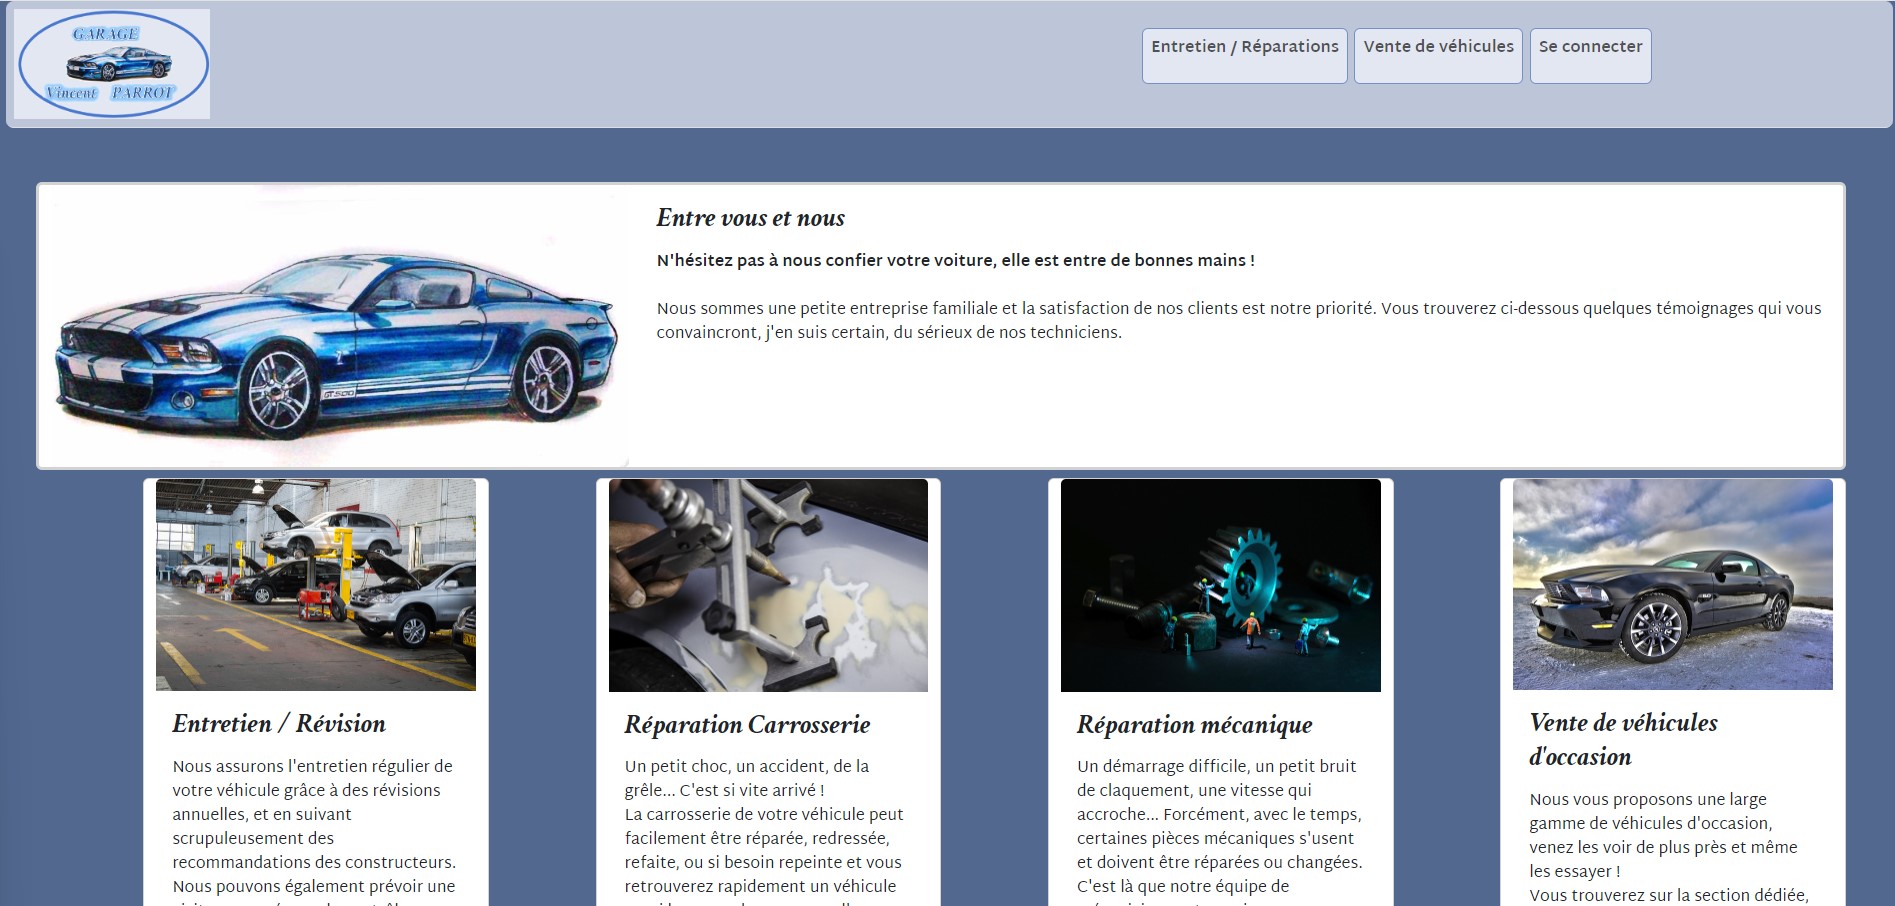 GARAGE
Vincent PARROT
Entretien / Réparations
Vente de véhicules
Se connecter
Entre vous et nous
N'hésitez pas à nous confier votre voiture, elle est entre de bonnes mains !
Nous sommes une petite entreprise familiale et la satisfaction de nos clients est notre priorité. Vous trouverez ci-dessous quelques témoignages qui vous
convaincront, j'en suis certain, du sérieux de nos techniciens.
GT500
Entretien / Révision
Nous assurons l'entretien régulier de
votre véhicule grâce à des révisions
annuelles, et en suivant
scrupuleusement des
recommandations des constructeurs.
Nous pouvons également prévoir une
Réparation Carrosserie
Un petit choc, un accident, de la
grêle... C'est si vite arrivé !
La carrosserie de votre véhicule peut
facilement être réparée, redressée,
refaite, ou si besoin repeinte et vous
retrouverez rapidement un véhicule
Réparation mécanique
Un démarrage difficile, un petit bruit
de claquement, une vitesse qui
accroche... Forcément, avec le temps,
certaines pièces mécaniques s'usent
et doivent être réparées ou changées.
C'est là que notre équipe de
Vente de véhicules
d'occasion
Nous vous proposons une large
gamme de véhicules d'occasion,
venez les voir de plus près et même
les essayer !
Vous trouverez sur la section dédiée,